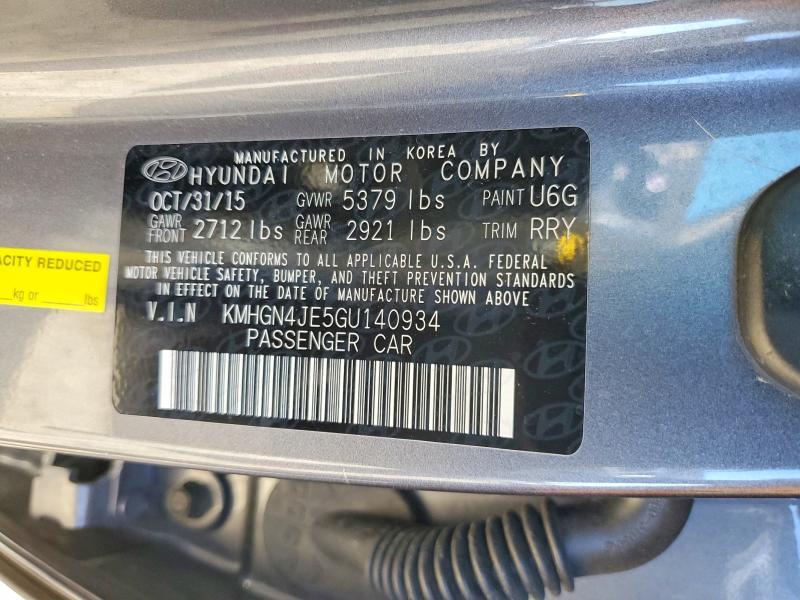 MANUFACTURED IN KOREA BY
HYUNDAI MOTOR COMPANY
OCT/31/15 GVWR 5379 lbs PAINT U6G
GAWR FRONT 2712 lbs GAWR REAR 2921 lbs TRIM RRY
THIS VEHICLE CONFORMS TO ALL APPLICABLE U.S.A. FEDERAL
MOTOR VEHICLE SAFETY, BUMPER, AND THEFT PREVENTION STANDARDS
IN EFFECT ON THE DATE OF MANUFACTURE SHOWN ABOVE
V.I.N KMHGN4JE5GU140934
PASSENGER CAR
ACITY REDUCED
kg or lbs